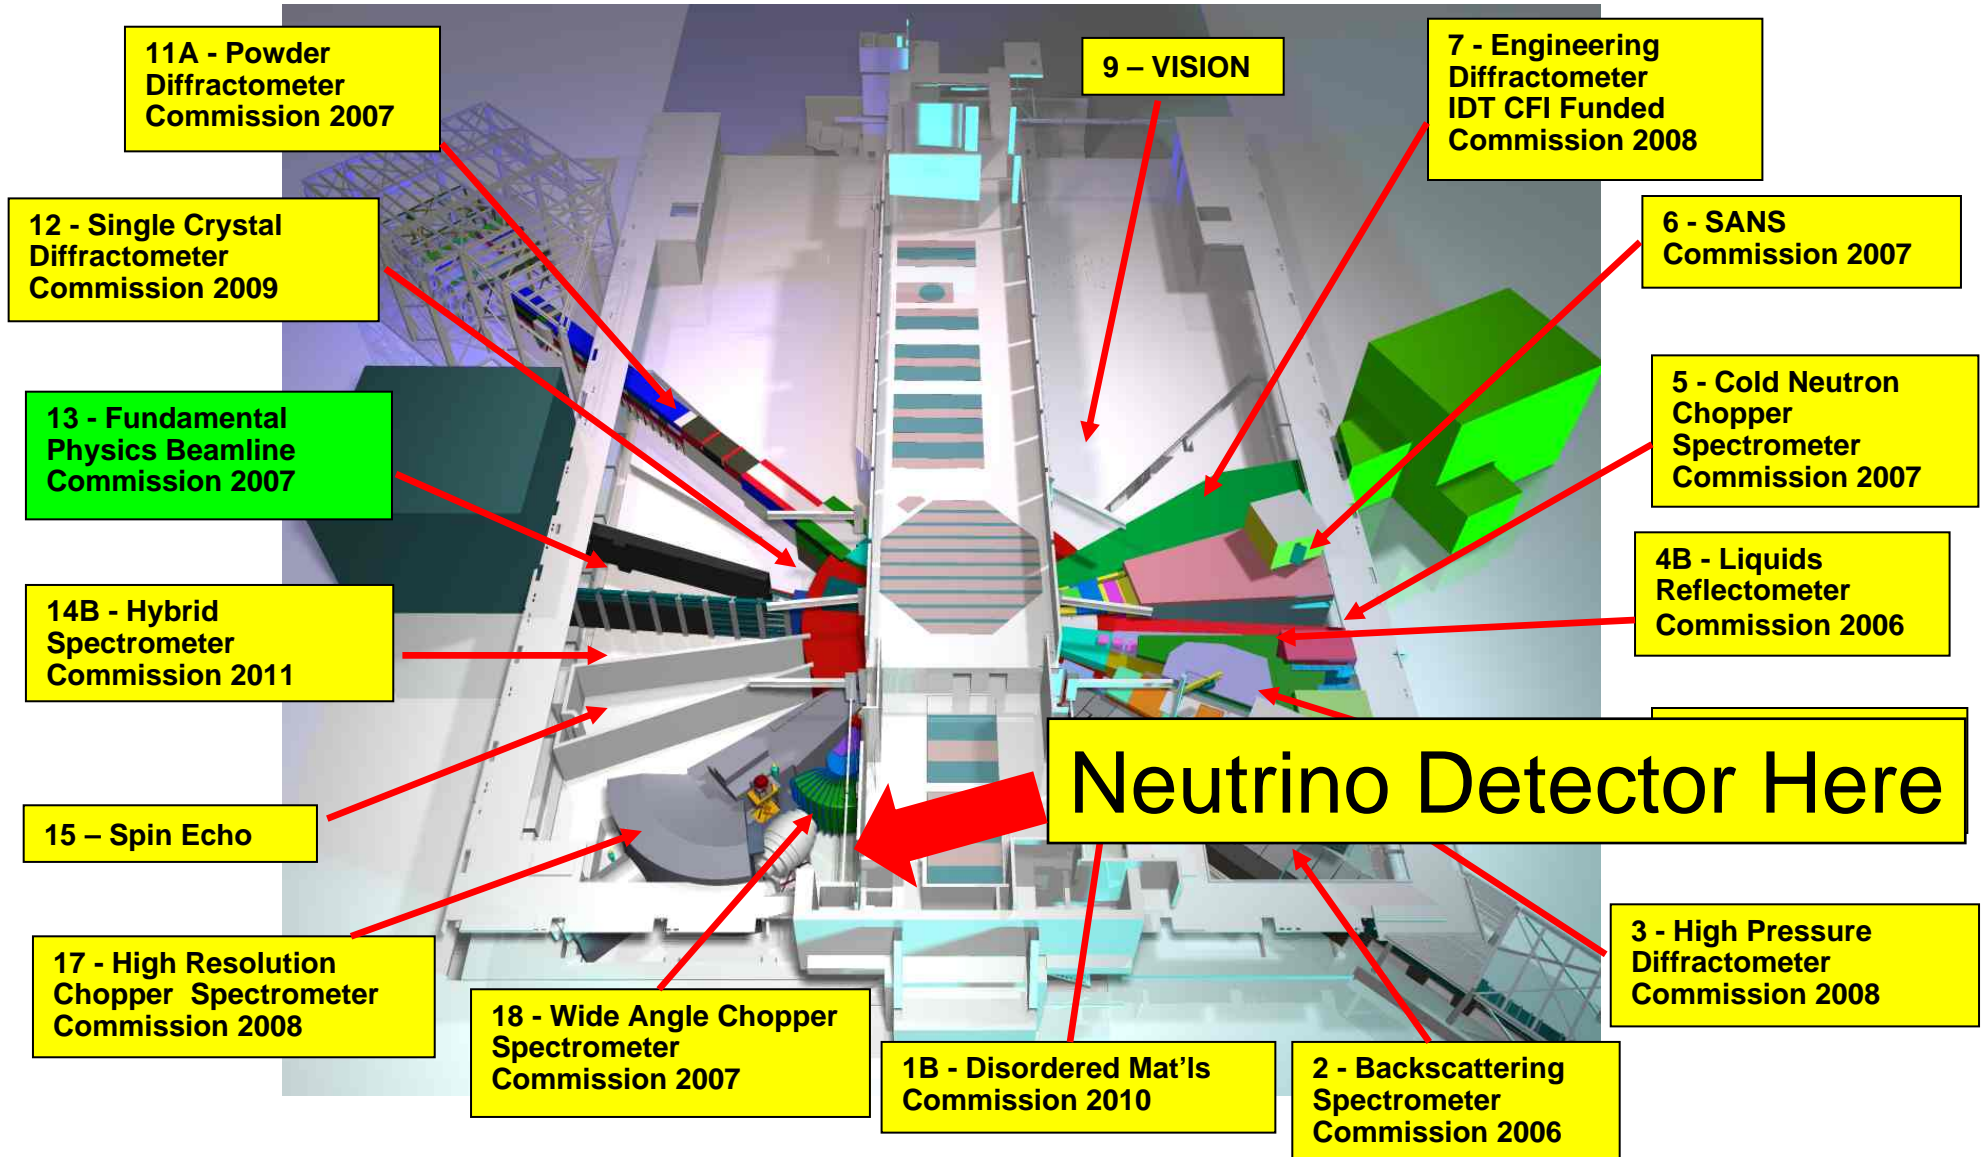 11A - Powder
Diffractometer
Commission 2007
9 – VISION
7 - Engineering
Diffractometer
IDT CFI Funded
Commission 2008
12 - Single Crystal
Diffractometer
Commission 2009
6 - SANS
Commission 2007
13 - Fundamental
Physics Beamline
Commission 2007
5 - Cold Neutron
Chopper
Spectrometer
Commission 2007
14B - Hybrid
Spectrometer
Commission 2011
4B - Liquids
Reflectometer
Commission 2006
15 – Spin Echo
Neutrino Detector Here
17 - High Resolution
Chopper Spectrometer
Commission 2008
18 - Wide Angle Chopper
Spectrometer
Commission 2007
1B - Disordered Mat'ls
Commission 2010
2 - Backscattering
Spectrometer
Commission 2006
3 - High Pressure
Diffractometer
Commission 2008